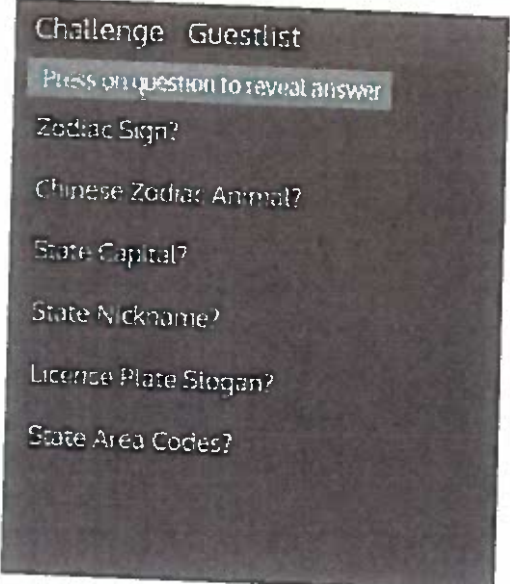 Challenge Guestlist
Press on question to reveal answer
Zodiac Sign?
Chinese Zodiac Animal?
State Capital?
State Nickname?
License Plate Slogan?
State Area Codes?